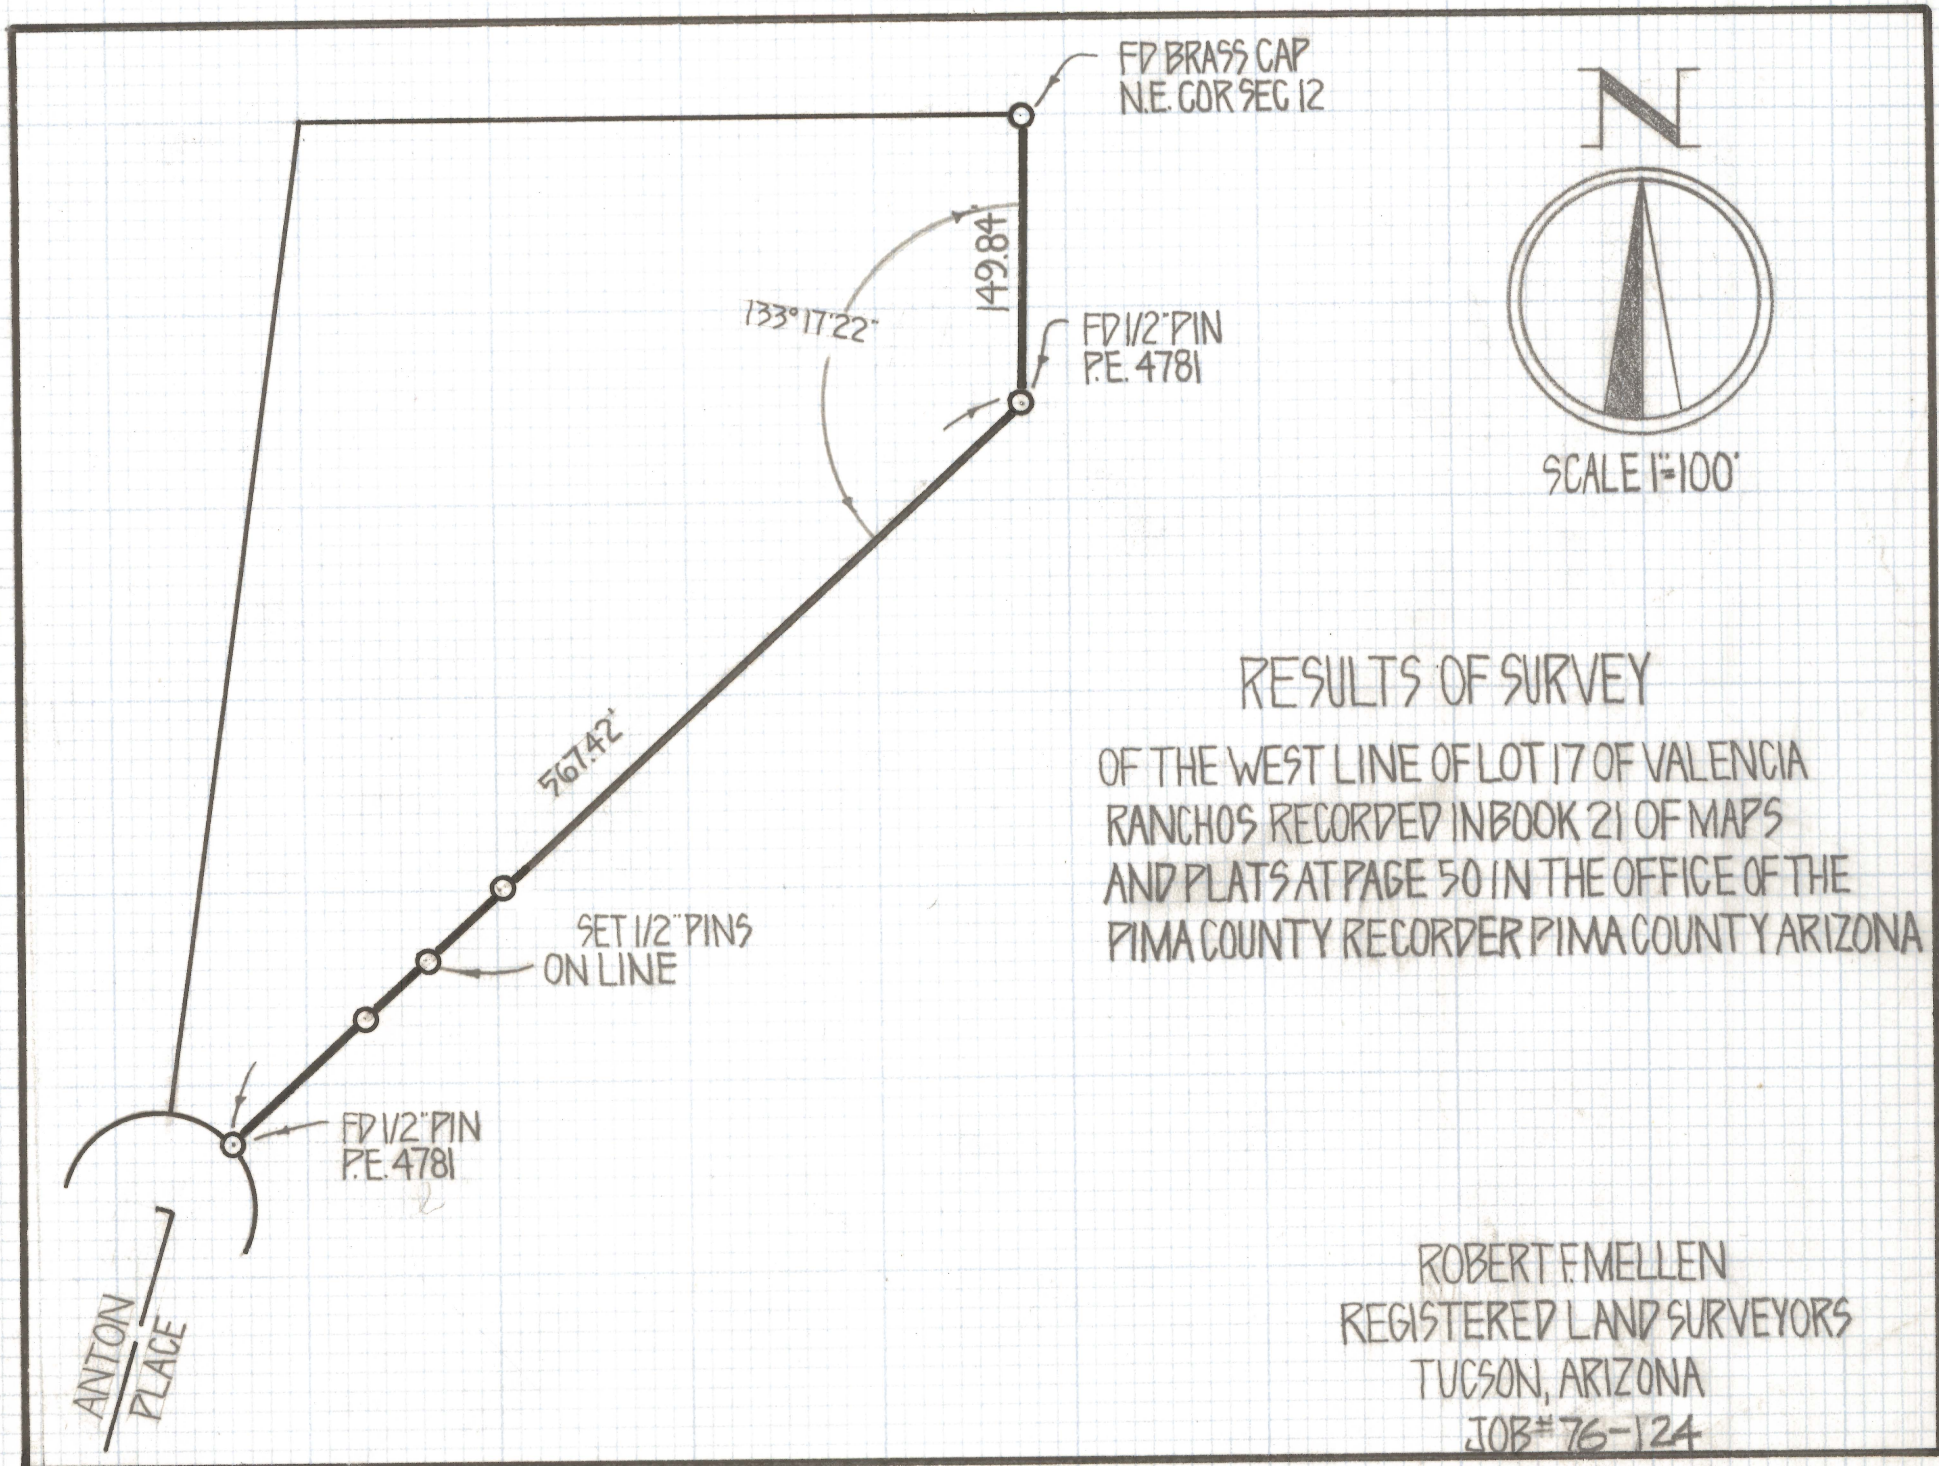 FD BRASS CAP
N.E. COR SEC 12
N
149.84'
133°17'22"
FD 1/2" PIN
P.E. 4781
SCALE 1"=100'
RESULTS OF SURVEY
OF THE WEST LINE OF LOT 17 OF VALENCIA
RANCHOS RECORDED IN BOOK 21 OF MAPS
AND PLATS AT PAGE 50 IN THE OFFICE OF THE
PIMA COUNTY RECORDER PIMA COUNTY ARIZONA
567.42'
SET 1/2" PINS
ON LINE
FD 1/2" PIN
P.E. 4781
ANTON
PLACE
ROBERT F. MELLEN
REGISTERED LAND SURVEYORS
TUCSON, ARIZONA
JOB # 76-124